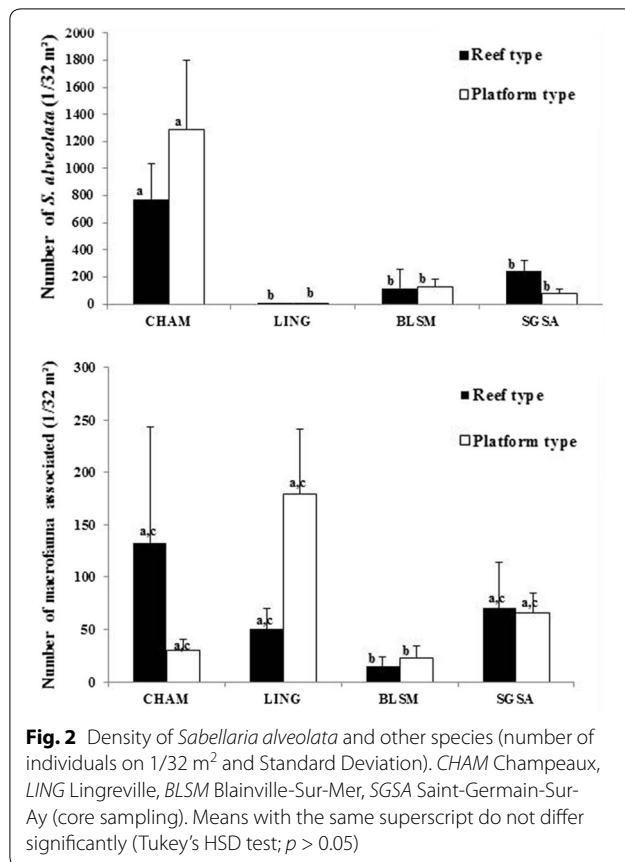 Number of S. alveolata (1/32 m²)
2000
1800
1600
1400
1200
1000
800
600
400
200
0
Reef type
Platform type
a
a
b
b
b
b
b
b
CHAM LING BLSM SGSA
Number of macrofauna associated (1/32 m²)
300
250
200
150
100
50
0
Reef type
Platform type
a,c
a,c
a,c
a,c
b
b
a,c
a,c
CHAM LING BLSM SGSA
Fig. 2 Density of Sabellaria alveolata and other species (number of
individuals on 1/32 m² and Standard Deviation). CHAM Champeaux,
LING Lingreville, BLSM Blainville-Sur-Mer, SGSA Saint-Germain-Sur-
Ay (core sampling). Means with the same superscript do not differ
significantly (Tukey's HSD test; p > 0.05)